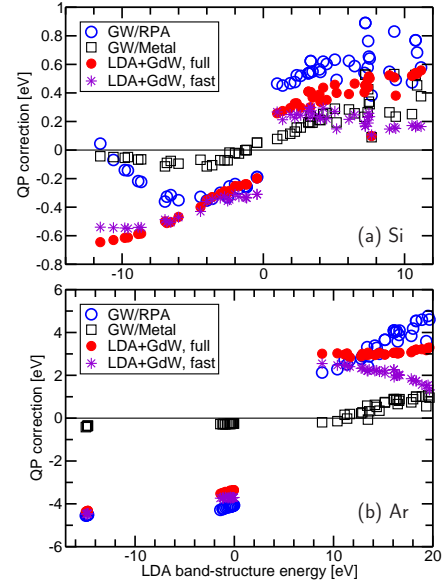 1
0.8
0.6
0.4
0.2
0
-0.2
-0.4
-0.6
-0.8
QP correction [eV]
GW/RPA
GW/Metal
LDA+GdW, full
LDA+GdW, fast
(a) Si
-10
0
10
6
4
2
0
-2
-4
-6
QP correction [eV]
GW/RPA
GW/Metal
LDA+GdW, full
LDA+GdW, fast
(b) Ar
-10
0
10
20
LDA band-structure energy [eV]